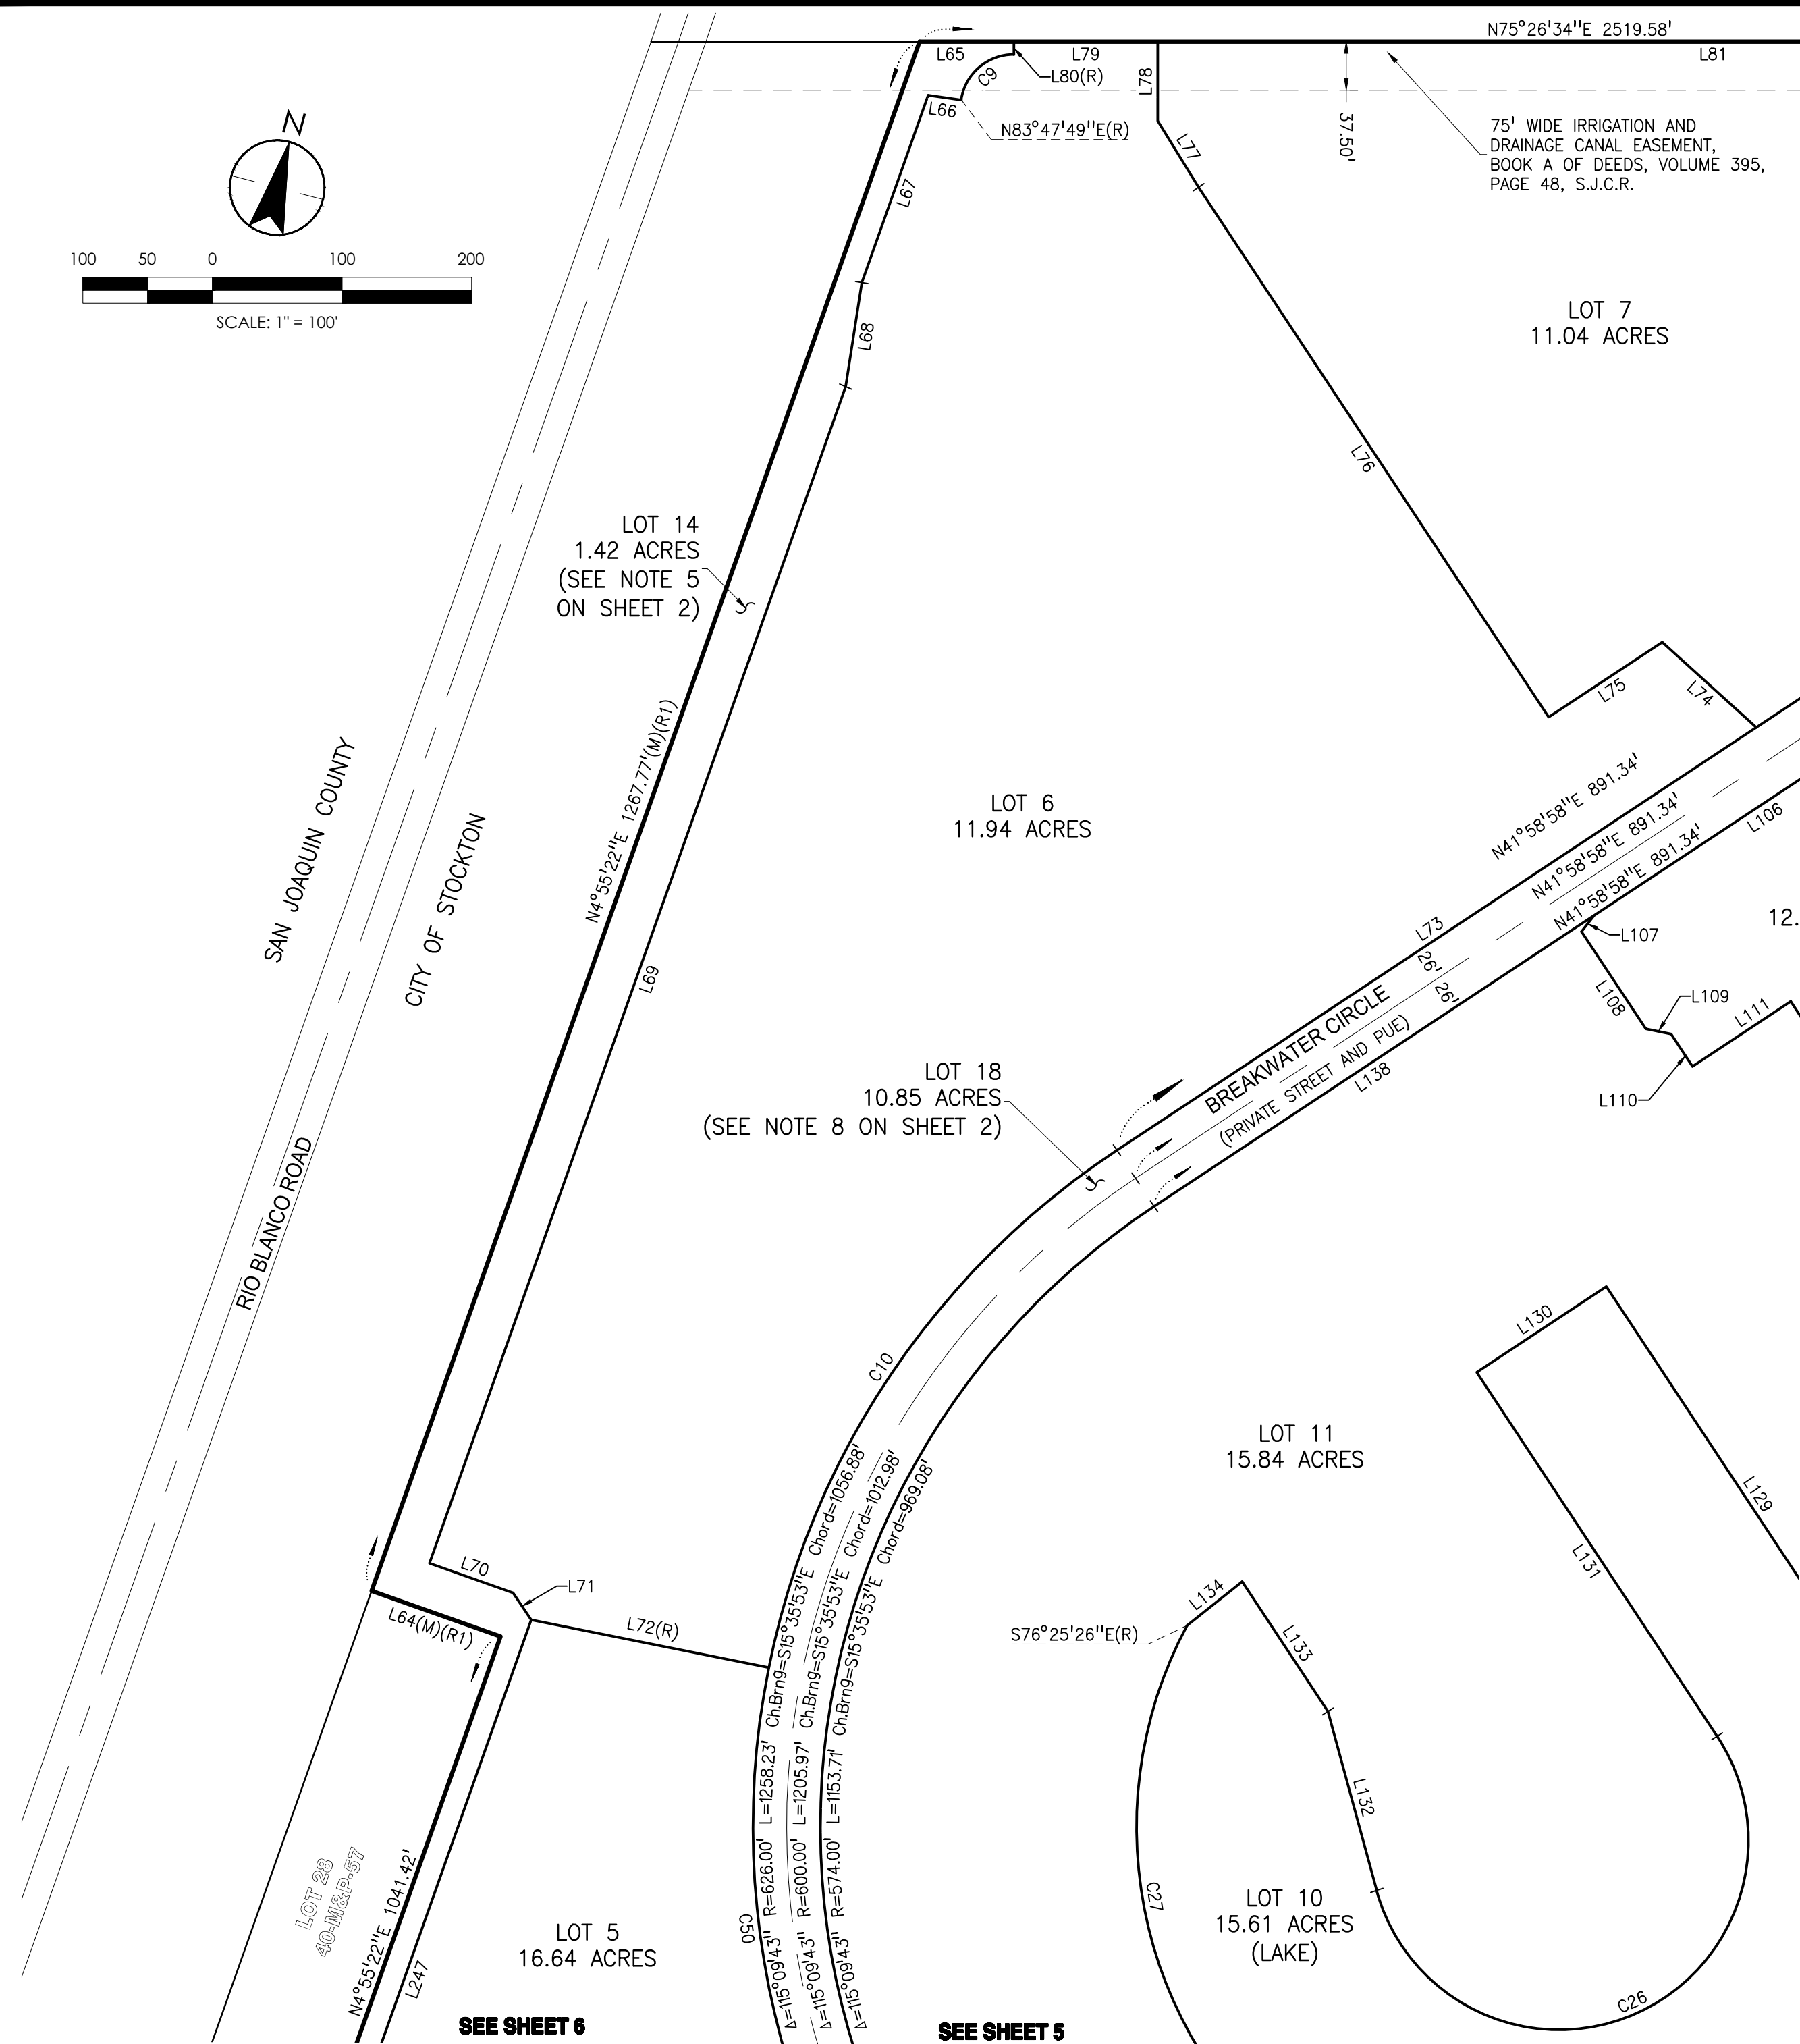 N75°26'34"E 2519.58'
L65
L79
L81
C9
L80(R)
L78
L66
N83°47'49"E(R)
37.50'
75' WIDE IRRIGATION AND
DRAINAGE CANAL EASEMENT,
BOOK A OF DEEDS, VOLUME 395,
PAGE 48, S.J.C.R.
N
100 50 0 100 200
SCALE: 1" = 100'
L77
L67
L68
LOT 7
11.04 ACRES
L76
LOT 14
1.42 ACRES
(SEE NOTE 5
ON SHEET 2)
L75
L74
N4°55'22"E 1267.77'(M)(R1)
SAN JOAQUIN COUNTY
CITY OF STOCKTON
RIO BLANCO ROAD
LOT 6
11.94 ACRES
N41°58'58"E 891.34'
N41°58'58"E 891.34'
N41°58'58"E 891.34'
L106
12.
L73
L107
L69
26'
26'
L108
L109
L111
L110
BREAKWATER CIRCLE
(PRIVATE STREET AND PUE)
L138
LOT 18
10.85 ACRES
(SEE NOTE 8 ON SHEET 2)
L130
C10
LOT 11
15.84 ACRES
L129
L131
L70
L71
L64(M)(R1)
L72(R)
L134
S76°25'26"E(R)
L133
L132
Δ=115°09'43" R=626.00' L=1258.23' Ch.Brng=S15°35'53"E Chord=1056.88'
Δ=115°09'43" R=600.00' L=1205.97' Ch.Brng=S15°35'53"E Chord=1012.98'
Δ=115°09'43" R=574.00' L=1153.71' Ch.Brng=S15°35'53"E Chord=969.08'
LOT 28
40-M&P-57
N4°55'22"E 1041.42'
L247
LOT 5
16.64 ACRES
C50
C27
LOT 10
15.61 ACRES
(LAKE)
C26
SEE SHEET 6
SEE SHEET 5